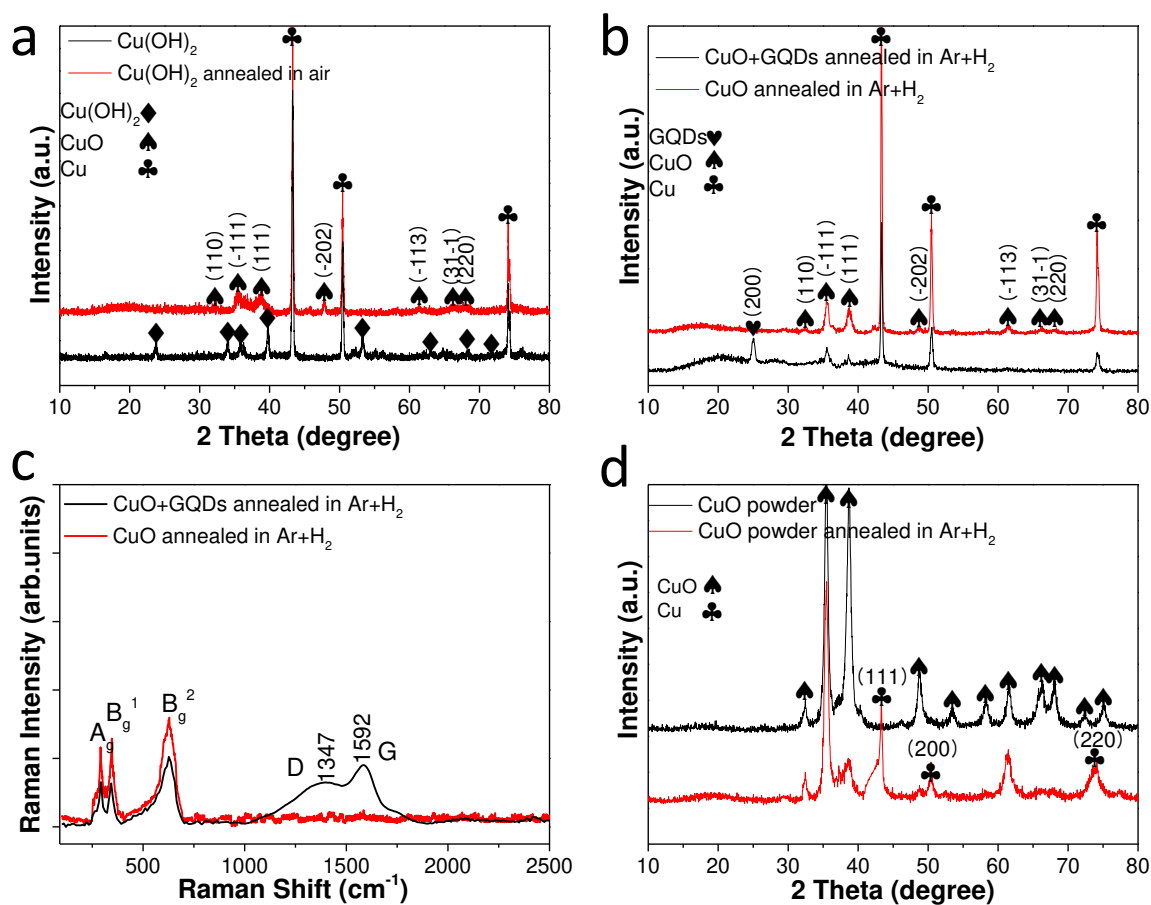 a
Cu(OH)2
Cu(OH)2 annealed in air
Cu(OH)2
CuO
Cu
(110)
(-111)
(111)
(-202)
(-113)
(31-1)
(220)
Intensity (a.u.)
10 20 30 40 50 60 70 80
2 Theta (degree)
b
CuO+GQDs annealed in Ar+H2
CuO annealed in Ar+H2
GQDs
CuO
Cu
(200)
(110)
(-111)
(111)
(-202)
(-113)
(31-1)
(220)
Intensity (a.u.)
10 20 30 40 50 60 70 80
2 Theta (degree)
c
CuO+GQDs annealed in Ar+H2
CuO annealed in Ar+H2
Ag
Bg1
Bg2
D
1347
1592
G
Raman Intensity (arb.units)
500 1000 1500 2000 2500
Raman Shift (cm-1)
d
CuO powder
CuO powder annealed in Ar+H2
CuO
Cu
(111)
(200)
(220)
Intensity (a.u.)
10 20 30 40 50 60 70 80
2 Theta (degree)